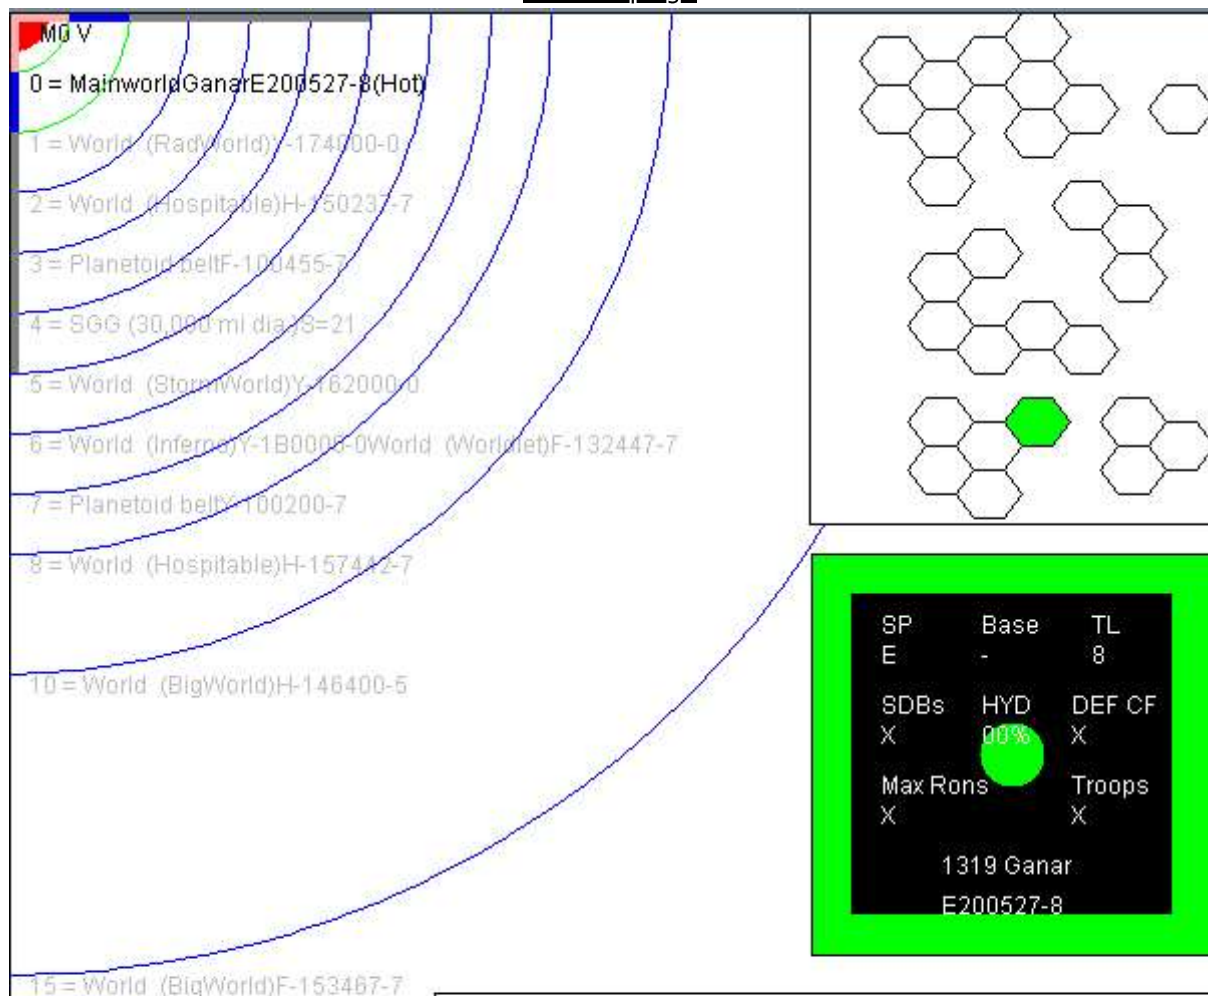 M0 V
0 = MainworldGanarE200527-8(Hot)
1 = World (RadWorld)Y-174000-0
2 = World (Hospitable)H-150237-7
3 = Planetoid beltF-100455-7
4 = SGG (30,000 mi dia.)S=21
5 = World (StormWorld)Y-162000-0
6 = World (Inferno)Y-1B0000-0World (Worldlet)F-132447-7
7 = Planetoid beltY-100200-7
8 = World (Hospitable)H-157442-7
10 = World (BigWorld)H-146400-5
15 = World (BigWorld)F-153467-7
SP Base TL
E - 8
SDBs HYD DEF CF
X 00% X
Max Rons Troops
X X
1319 Ganar
E200527-8